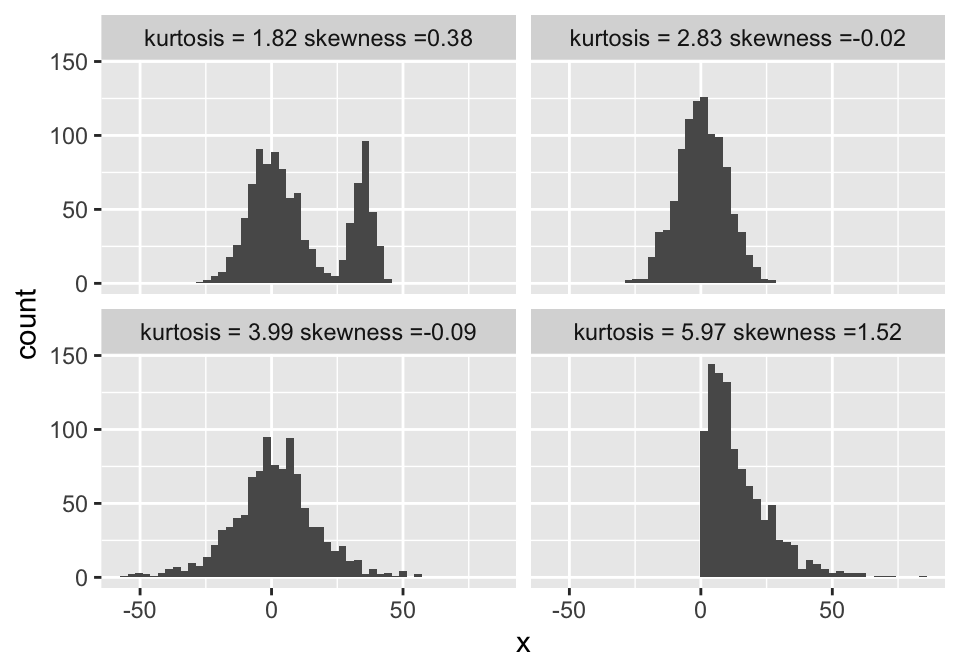 kurtosis = 1.82 skewness =0.38
kurtosis = 2.83 skewness =-0.02
150
100
50
0
kurtosis = 3.99 skewness =-0.09
kurtosis = 5.97 skewness =1.52
150
100
50
0
-50 0 50
-50 0 50
count
x